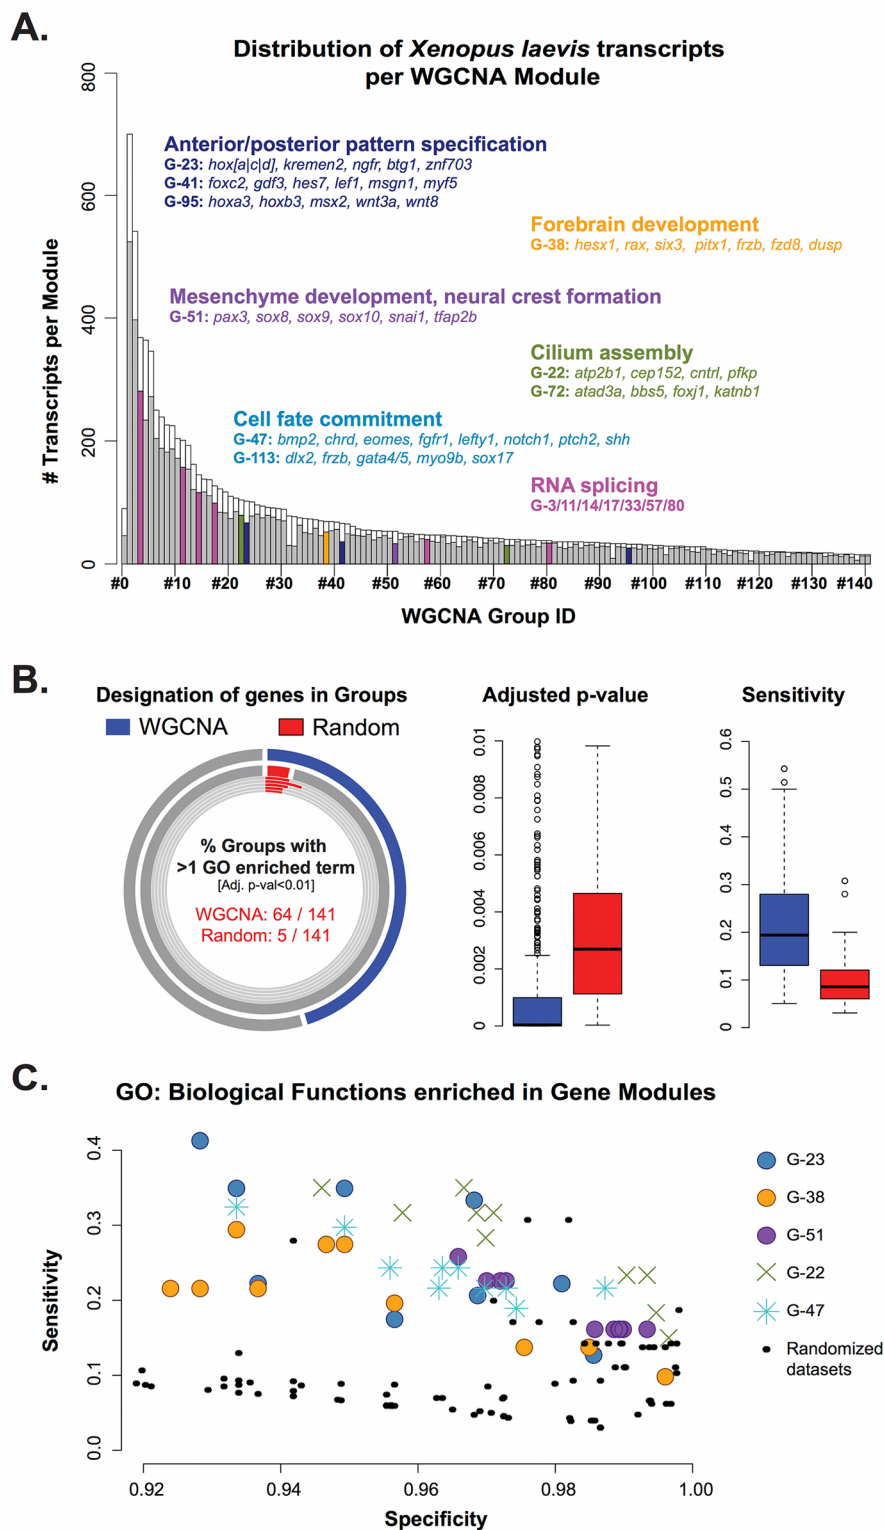 A.
Distribution of Xenopus laevis transcripts
per WGCNA Module
# Transcripts per Module
800
600
400
200
0
Anterior/posterior pattern specification
G-23: hox[a|c|d], kremen2, ngfr, btg1, znf703
G-41: foxc2, gdf3, hes7, lef1, msgn1, myf5
G-95: hoxa3, hoxb3, msx2, wnt3a, wnt8
Forebrain development
G-38: hesx1, rax, six3, pitx1, frzb, fzd8, dusp
Mesenchyme development, neural crest formation
G-51: pax3, sox8, sox9, sox10, snai1, tfap2b
Cilium assembly
G-22: atp2b1, cep152, cntrl, pfkp
G-72: atad3a, bbs5, foxj1, katnb1
Cell fate commitment
G-47: bmp2, chrd, eomes, fgfr1, lefty1, notch1, ptch2, shh
G-113: dlx2, frzb, gata4/5, myo9b, sox17
RNA splicing
G-3/11/14/17/33/57/80
#0 #10 #20 #30 #40 #50 #60 #70 #80 #90 #100 #110 #120 #130 #140
WGCNA Group ID
B.
Designation of genes in Groups
WGCNA Random
% Groups with
>1 GO enriched term
[Adj. p-val<0.01]
WGCNA: 64 / 141
Random: 5 / 141
Adjusted p-value
0.01
0.008
0.006
0.004
0.002
0
Sensitivity
0.6
0.5
0.4
0.3
0.2
0.1
0
C.
GO: Biological Functions enriched in Gene Modules
Sensitivity
0.4
0.3
0.2
0.1
0.0
0.92 0.94 0.96 0.98 1.00
Specificity
G-23
G-38
G-51
G-22
G-47
Randomized
datasets